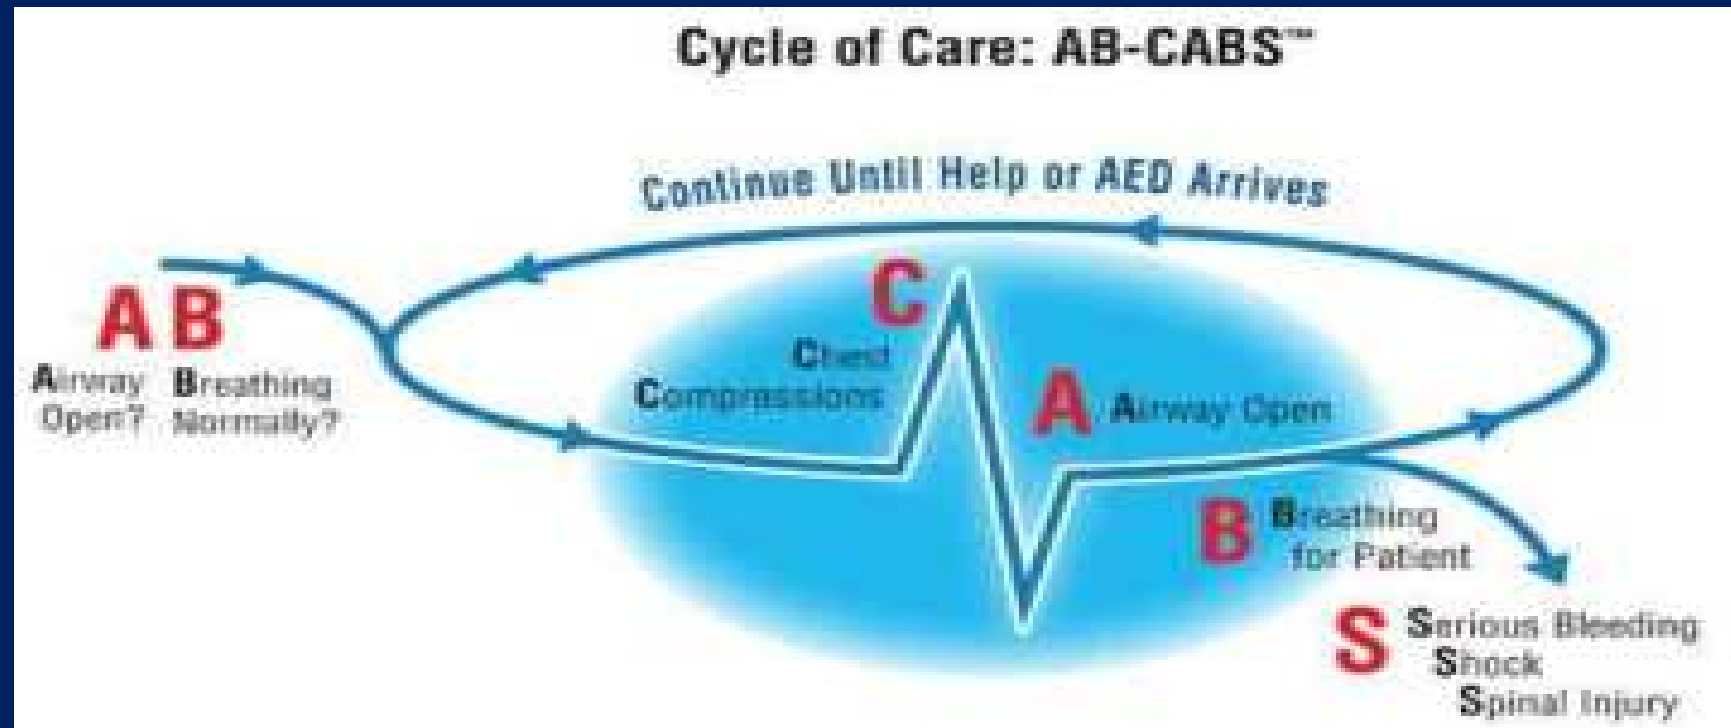 Cycle of Care: AB-CABS™
Continue Until Help or AED Arrives
A B
Airway
Open?
Breathing
Normally?
C
Chest
Compressions
A
Airway Open
B
Breathing
for Patient
S
Serious Bleeding
Shock
Spinal Injury